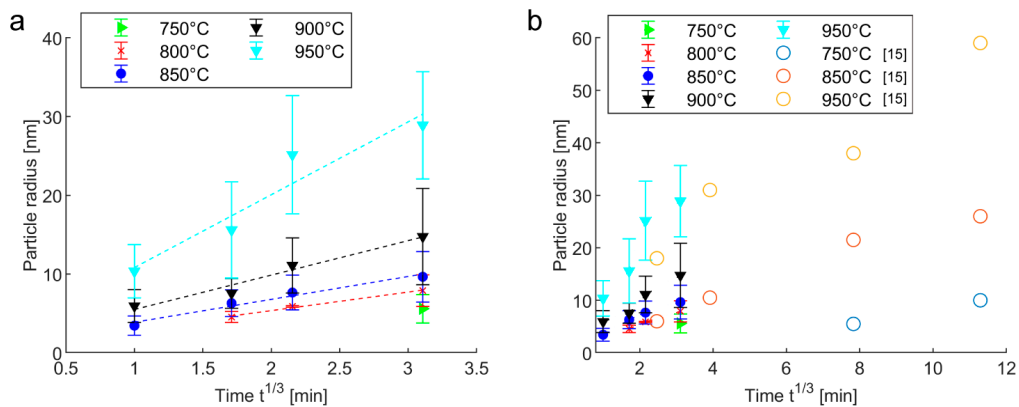 a
750°C 900°C
800°C 950°C
850°C
40
30
20
10
0
0.5 1 1.5 2 2.5 3 3.5
Particle radius [nm]
Time t^1/3 [min]
b
750°C 950°C
800°C 750°C [15]
850°C 850°C [15]
900°C 950°C [15]
60
50
40
30
20
10
0
2 4 6 8 10 12
Particle radius [nm]
Time t^1/3 [min]